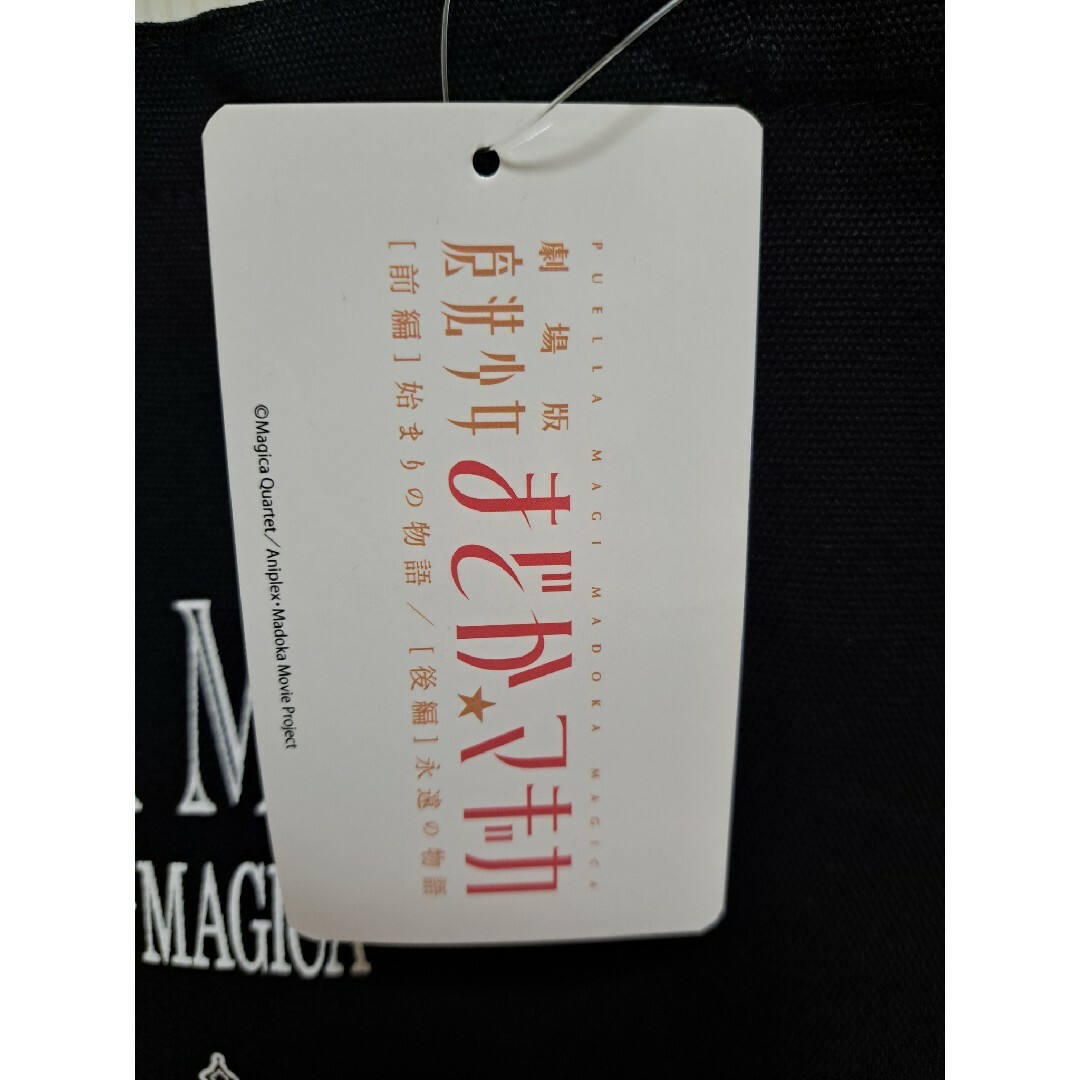 PUELLA MAGI MADOKA MAGICA
劇場版
魔法少女
まどか★マギカ
[前編]始まりの物語/[後編]永遠の物語
©Magica Quartet/Aniplex・Madoka Movie Project
M
MAGICA